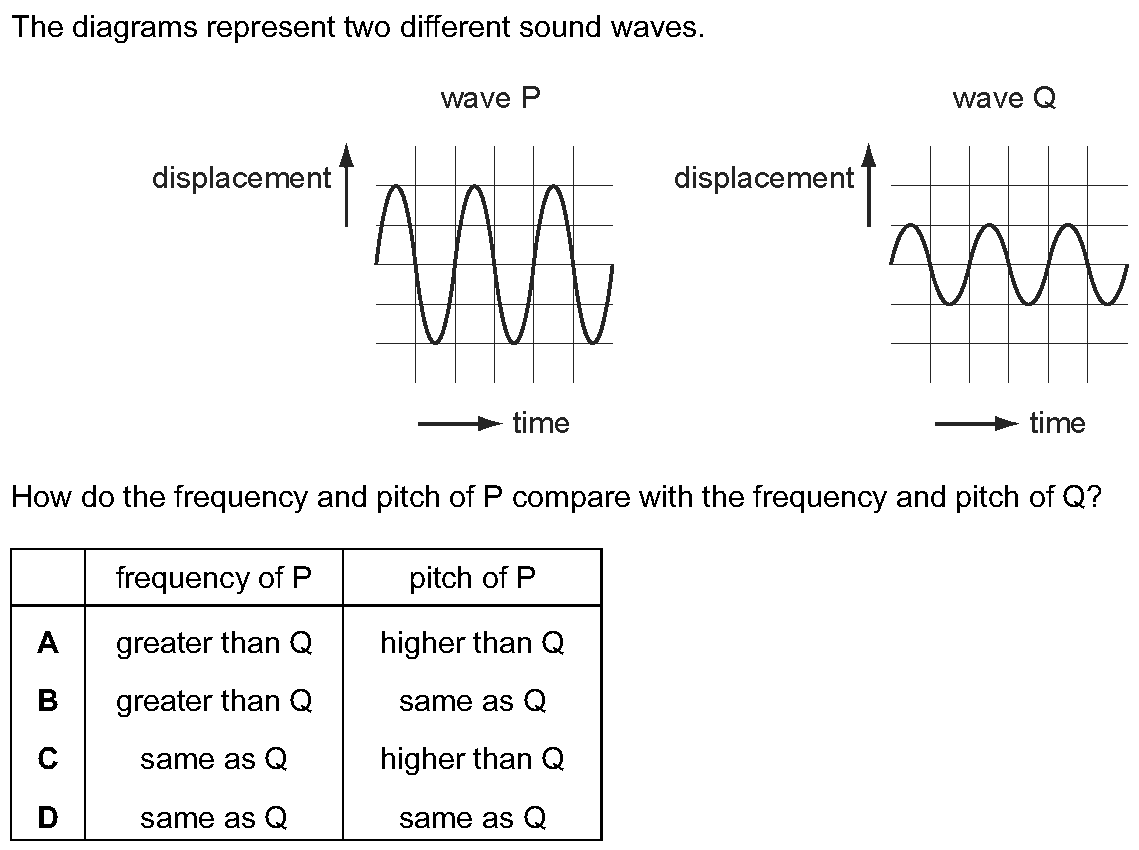 The diagrams represent two different sound waves.
wave P
wave Q
displacement
displacement
time
time
How do the frequency and pitch of P compare with the frequency and pitch of Q?
frequency of P pitch of P
A greater than Q higher than Q
B greater than Q same as Q
C same as Q higher than Q
D same as Q same as Q